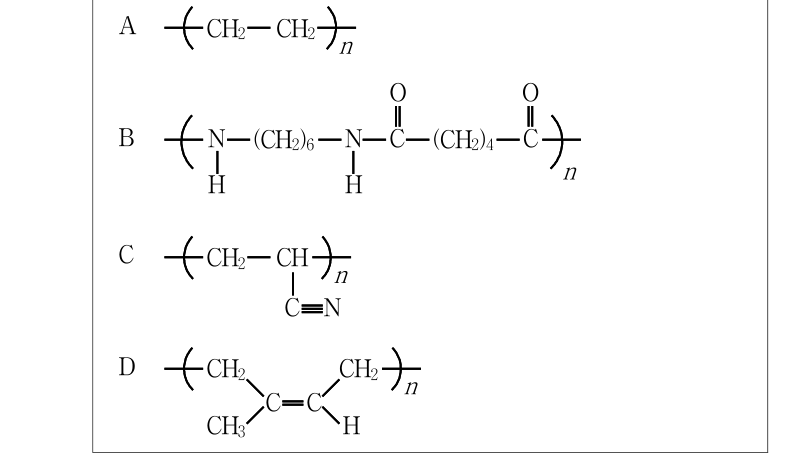 A −(CH₂−CH₂)−n
B −(N−(CH₂)₆−N−C−(CH₂)₄−C)−n
O O
H H
C −(CH₂−CH)−n
C≡N
D −(CH₂ CH₂)−n
C=C
CH₃ H